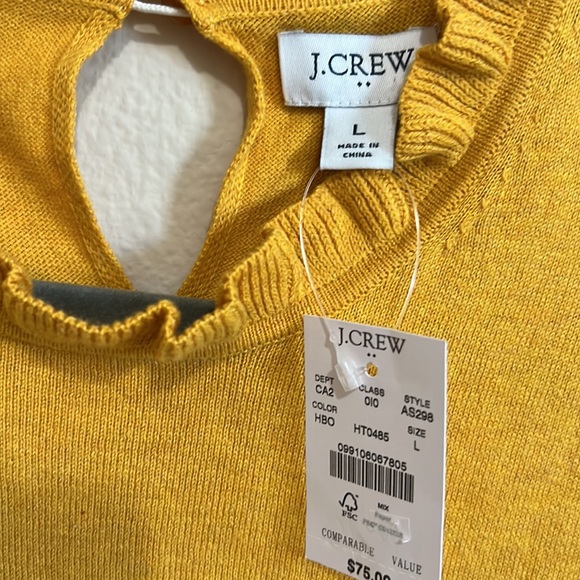 J.CREW
L
MADE IN
CHINA
J.CREW
DEPT CLASS STYLE
CA2 010 AS298
COLOR HT0485 SIZE
HBO L
099106067805
MIX
FSC
COMPARABLE VALUE
$75.00